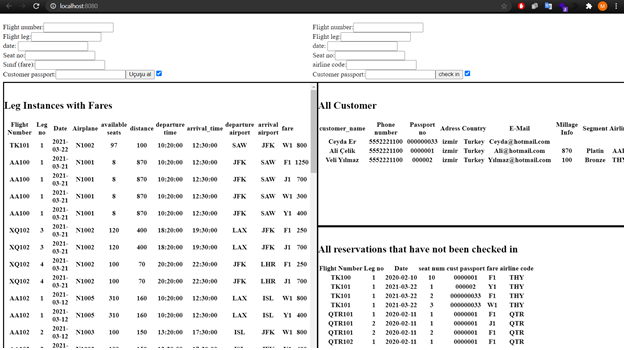 localhost:8080
Flight number:
Flight leg:
date:
Seat no:
Sınıf (fare):
Customer passport: Uçuşu al
Flight number:
Flight leg:
date:
Seat no:
airline code:
Customer passport: check in
Leg Instances with Fares
Flight Number Leg no Date Airplane available seats distance departure time arrival_time departure airport arrival airport fare
TK101 1 2021-03-22 N1002 97 100 10:20:00 12:30:00 SAW JFK W1 800
AA100 1 2021-03-21 N1001 8 870 10:20:00 12:30:00 JFK SAW F1 1250
AA100 1 2021-03-21 N1001 8 870 10:20:00 12:30:00 JFK SAW J1 700
AA100 1 2021-03-21 N1001 8 870 10:20:00 12:30:00 JFK SAW W1 300
AA100 1 2021-03-21 N1001 8 870 10:20:00 12:30:00 JFK SAW Y1 400
XQ102 3 2021-03-21 N1002 120 400 18:20:00 19:30:00 LAX JFK F1 250
XQ102 3 2021-03-21 N1002 120 400 18:20:00 19:30:00 LAX JFK J1 700
XQ102 4 2021-03-21 N1002 100 70 20:20:00 22:30:00 JFK LHR F1 250
XQ102 4 2021-03-21 N1002 100 70 20:20:00 22:30:00 JFK LHR J1 700
AA102 1 2021-03-12 N1005 310 160 10:20:00 12:30:00 LAX ISL W1 800
AA102 1 2021-03-12 N1005 310 160 10:20:00 12:30:00 LAX ISL Y1 400
AA102 2 2021-03-12 N1003 100 150 13:20:00 17:30:00 ISL JFK W1 800
2021-
All Customer
customer_name Phone number Passport no Adress Country E-Mail Millage Info Segment
Ceyda Er 5552221100 000000033 izmir Turkey Ceyda@hotmail.com
Ali Çelik 5552221100 0000001 izmir Turkey Ali@hotmail.com 870 Platin
Veli Yılmaz 5552221100 000002 izmir Turkey Yılmaz@hotmail.com 100 Bronze
All reservations that have not been checked in
Flight Number Leg no Date seat num cust passport fare airline code
TK100 1 2020-02-10 10 0000001 F1 THY
TK101 1 2021-03-22 1 000002 Y1 THY
TK101 1 2021-03-22 2 000000033 F1 THY
TK101 1 2021-03-22 3 000000033 W1 THY
QTR101 1 2020-02-11 1 0000001 F1 QTR
QTR101 2 2021-02-11 1 0000001 J1 QTR
QTR101 2 2021-02-11 2 0000001 F1 QTR
QTR102 1 2020-02-11 1 0000001 F1 QTR